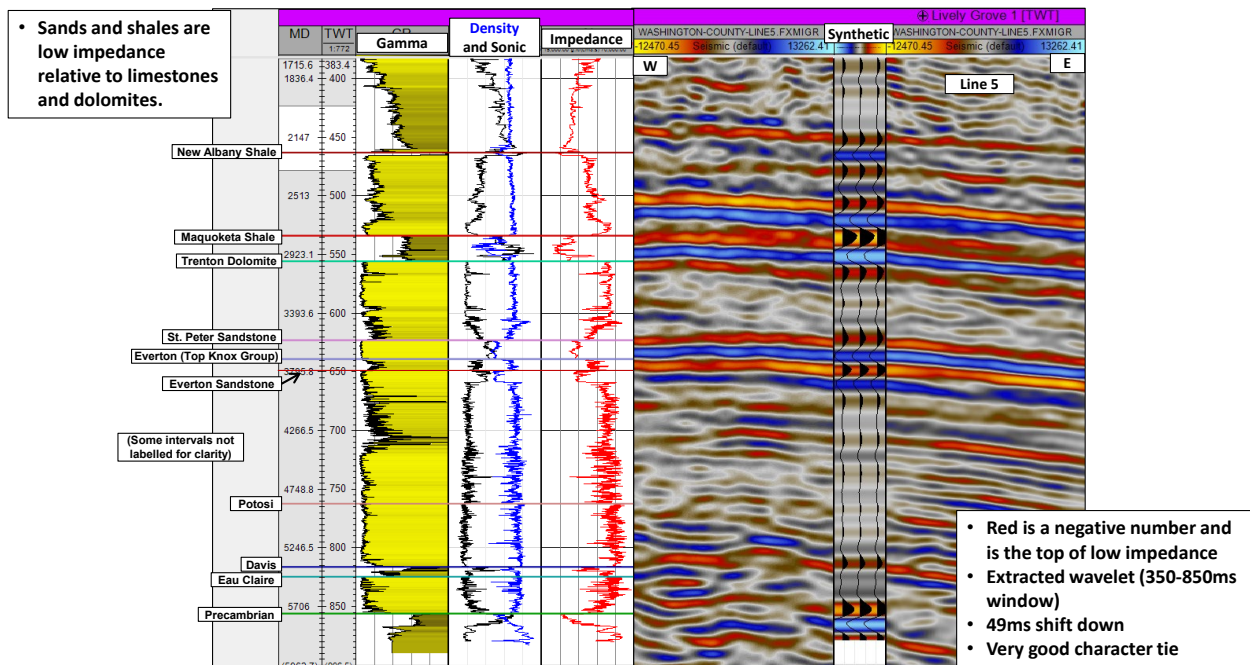 • Sands and shales are
low impedance
relative to limestones
and dolomites.
Lively Grove 1 [TWT]
MD TWT
1:772
Gamma
Density
and Sonic
Impedance
WASHINGTON-COUNTY-LINE5.FXMIGR
Synthetic
WASHINGTON-COUNTY-LINE5.FXMIGR
-12470.45 Seismic (default) 13262.41
-12470.45 Seismic (default) 13262.41
W
E
Line 5
1715.6 383.4
1836.4 400
2147 450
New Albany Shale
2513 500
Maquoketa Shale
2923.1 550
Trenton Dolomite
3393.6 600
St. Peter Sandstone
Everton (Top Knox Group)
650
Everton Sandstone
4266.5 700
(Some intervals not
labelled for clarity)
4748.8 750
Potosi
5246.5 800
Davis
Eau Claire
5706 850
Precambrian
• Red is a negative number and
is the top of low impedance
• Extracted wavelet (350-850ms
window)
• 49ms shift down
• Very good character tie